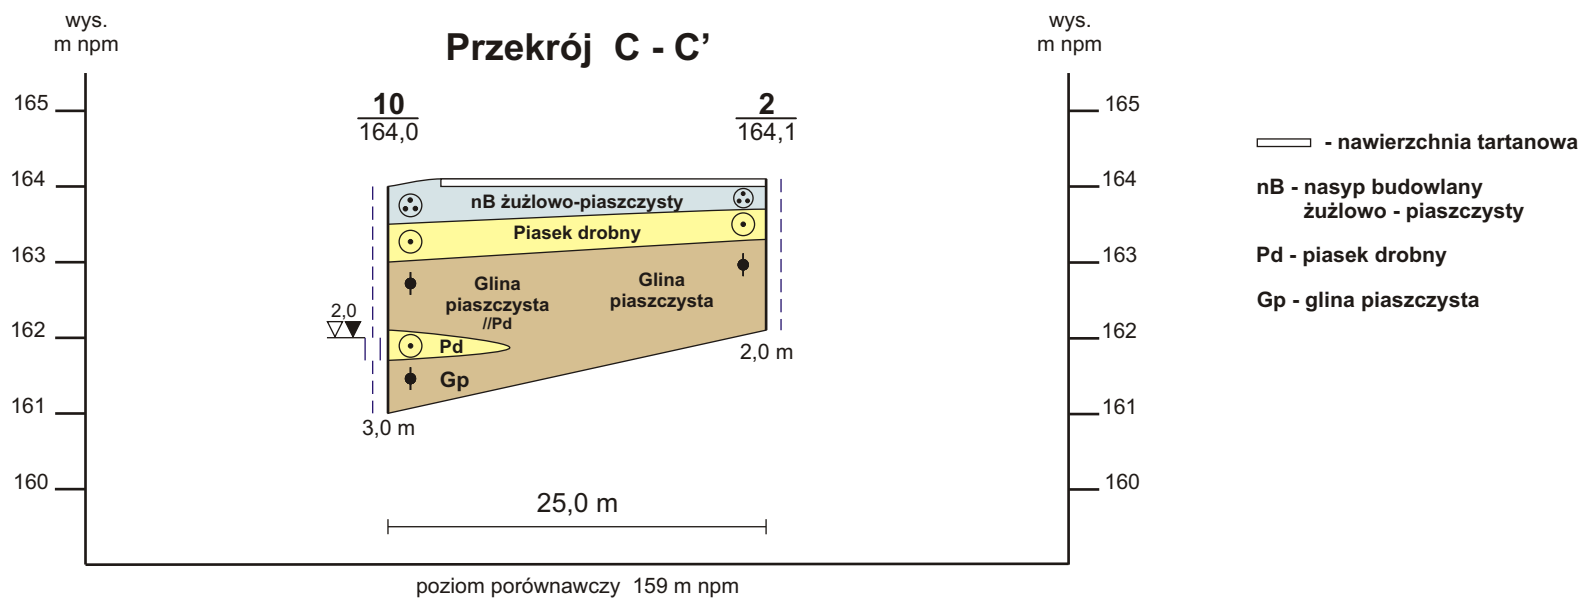 wys.
m npm
Przekrój C - C’
wys.
m npm
165
164
163
162
161
160
10
164,0
2
164,1
nB żużlowo-piaszczysty
Piasek drobny
Glina
piaszczysta
//Pd
Glina
piaszczysta
2,0
Pd
Gp
3,0 m
2,0 m
25,0 m
poziom porównawczy 159 m npm
165
164
163
162
161
160
- nawierzchnia tartanowa
nB - nasyp budowlany
żużlowo - piaszczysty
Pd - piasek drobny
Gp - glina piaszczysta